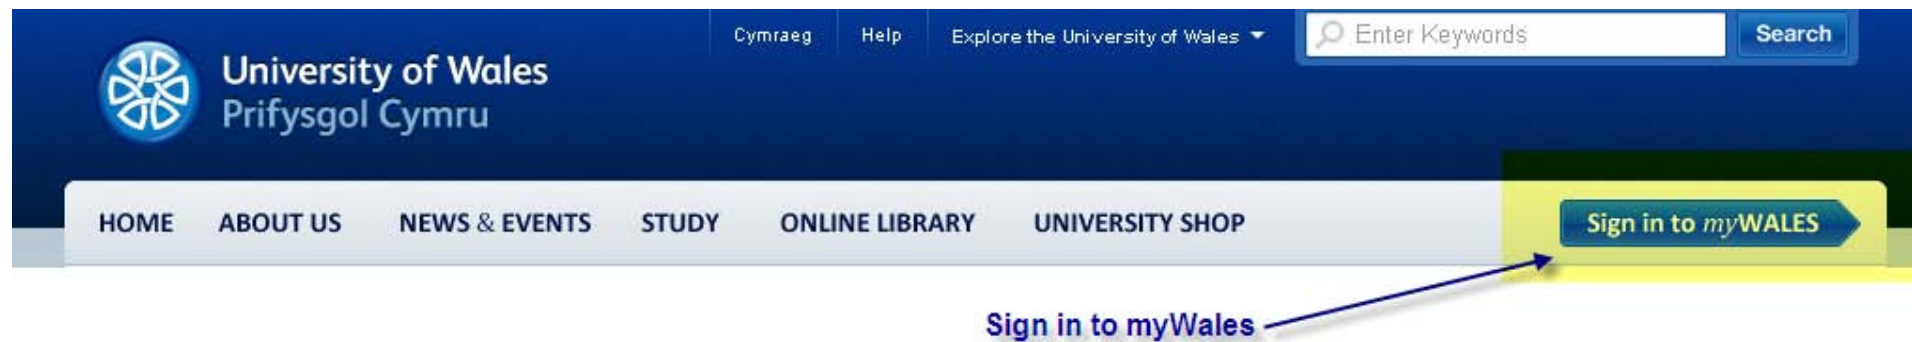 Cymraeg Help Explore the University of Wales Enter Keywords Search
University of Wales
Prifysgol Cymru
HOME ABOUT US NEWS & EVENTS STUDY ONLINE LIBRARY UNIVERSITY SHOP Sign in to myWALES
Sign in to myWales